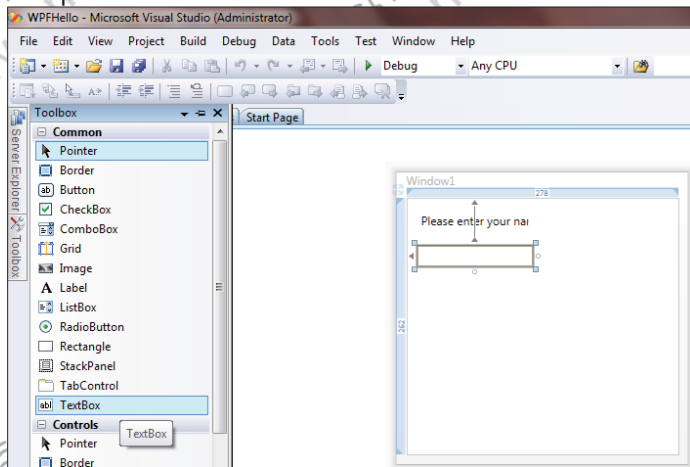 WPFHello - Microsoft Visual Studio (Administrator)
File Edit View Project Build Debug Data Tools Test Window Help
Debug Any CPU
Toolbox
Start Page
Server Explorer
Toolbox
Common
Pointer
Border
Button
CheckBox
ComboBox
Grid
Image
A Label
ListBox
RadioButton
Rectangle
StackPanel
TabControl
abl TextBox
Controls
TextBox
Pointer
Border
Window1
278
Please enter your nar
262